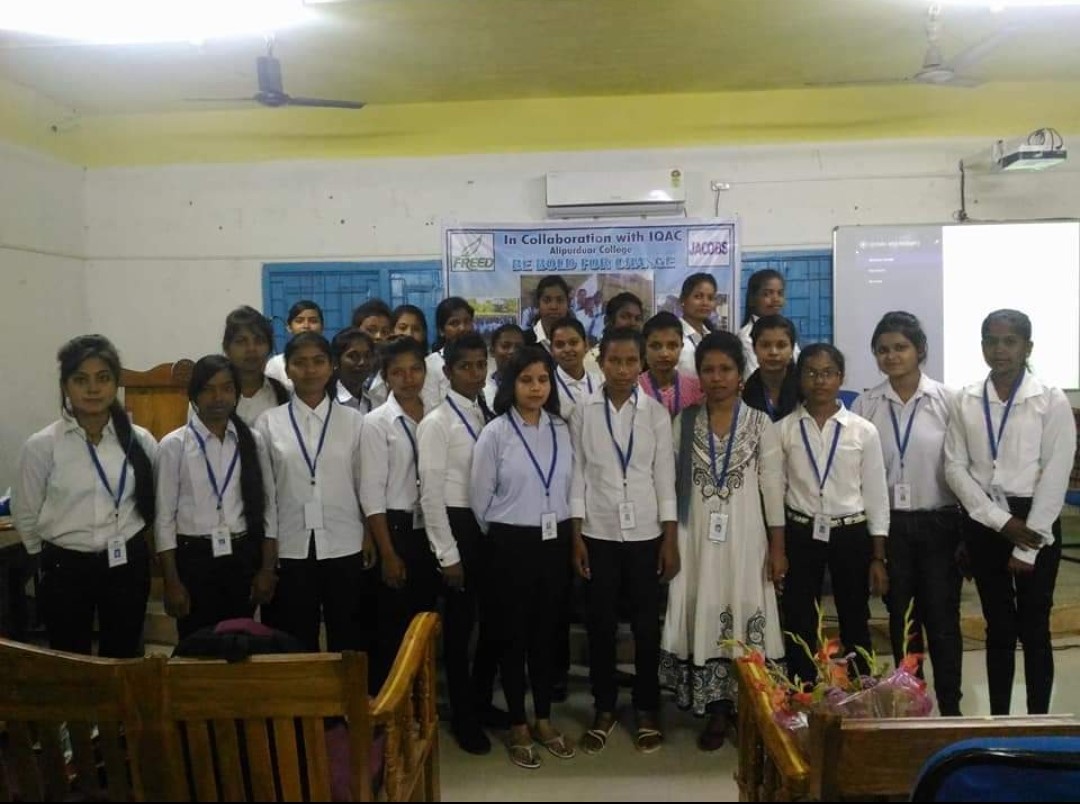 In Collaboration with IQAC
Alipurduar College
FREED
JACOBS
BE BOLD FOR CHANGE